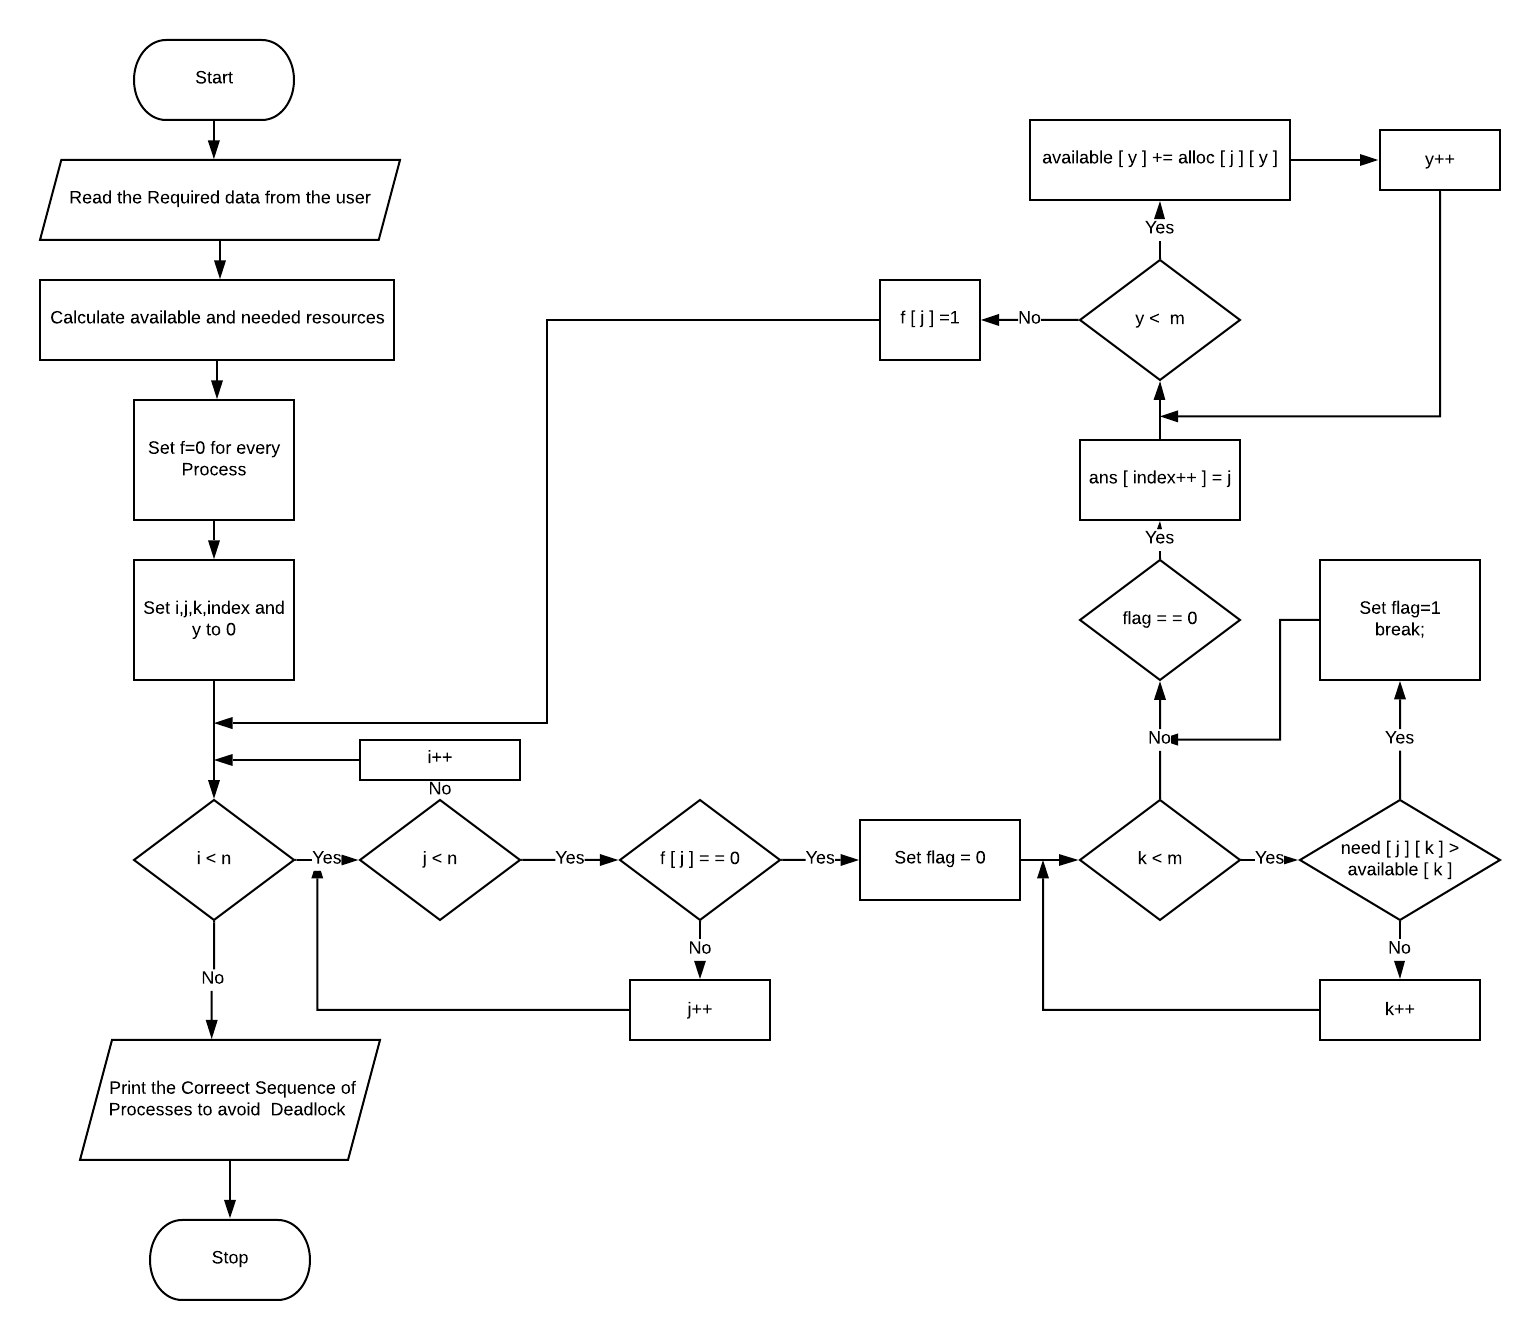 Start
Read the Required data from the user
Calculate available and needed resources
Set f=0 for every
Process
Set i,j,k,index and
y to 0
i++
No
i < n
Yes
j < n
Yes
f [ j ] = = 0
Yes
Set flag = 0
k < m
Yes
need [ j ] [ k ] >
available [ k ]
No
k++
Yes
Set flag=1
break;
No
flag = = 0
Yes
ans [ index++ ] = j
y <  m
Yes
available [ y ] += alloc [ j ] [ y ]
y++
No
f [ j ] =1
No
j++
No
Print the Correect Sequence of
Processes to avoid  Deadlock
Stop